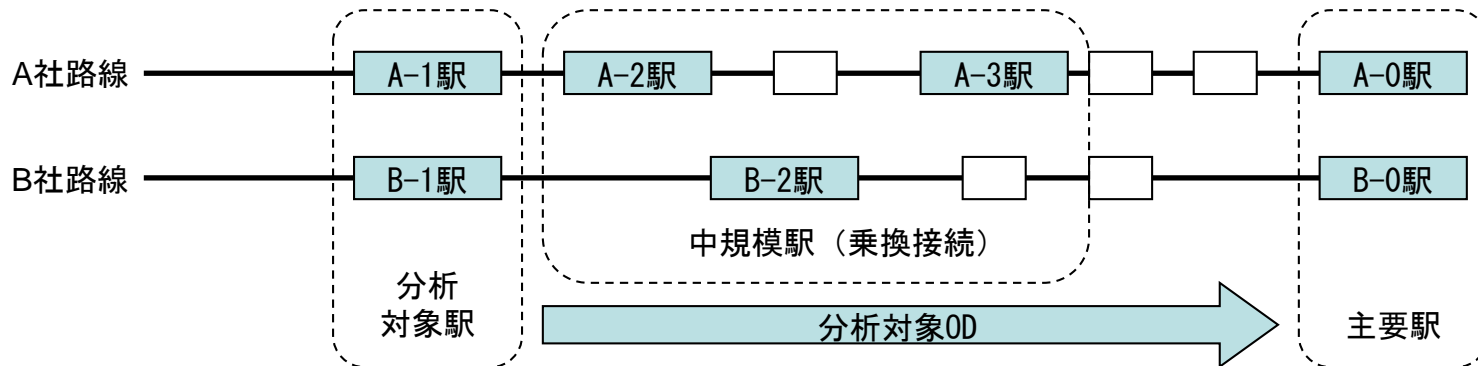 A社路線
A-1駅
A-2駅
A-3駅
A-0駅
B社路線
B-1駅
B-2駅
B-0駅
中規模駅（乗換接続）
分析
対象駅
分析対象OD
主要駅